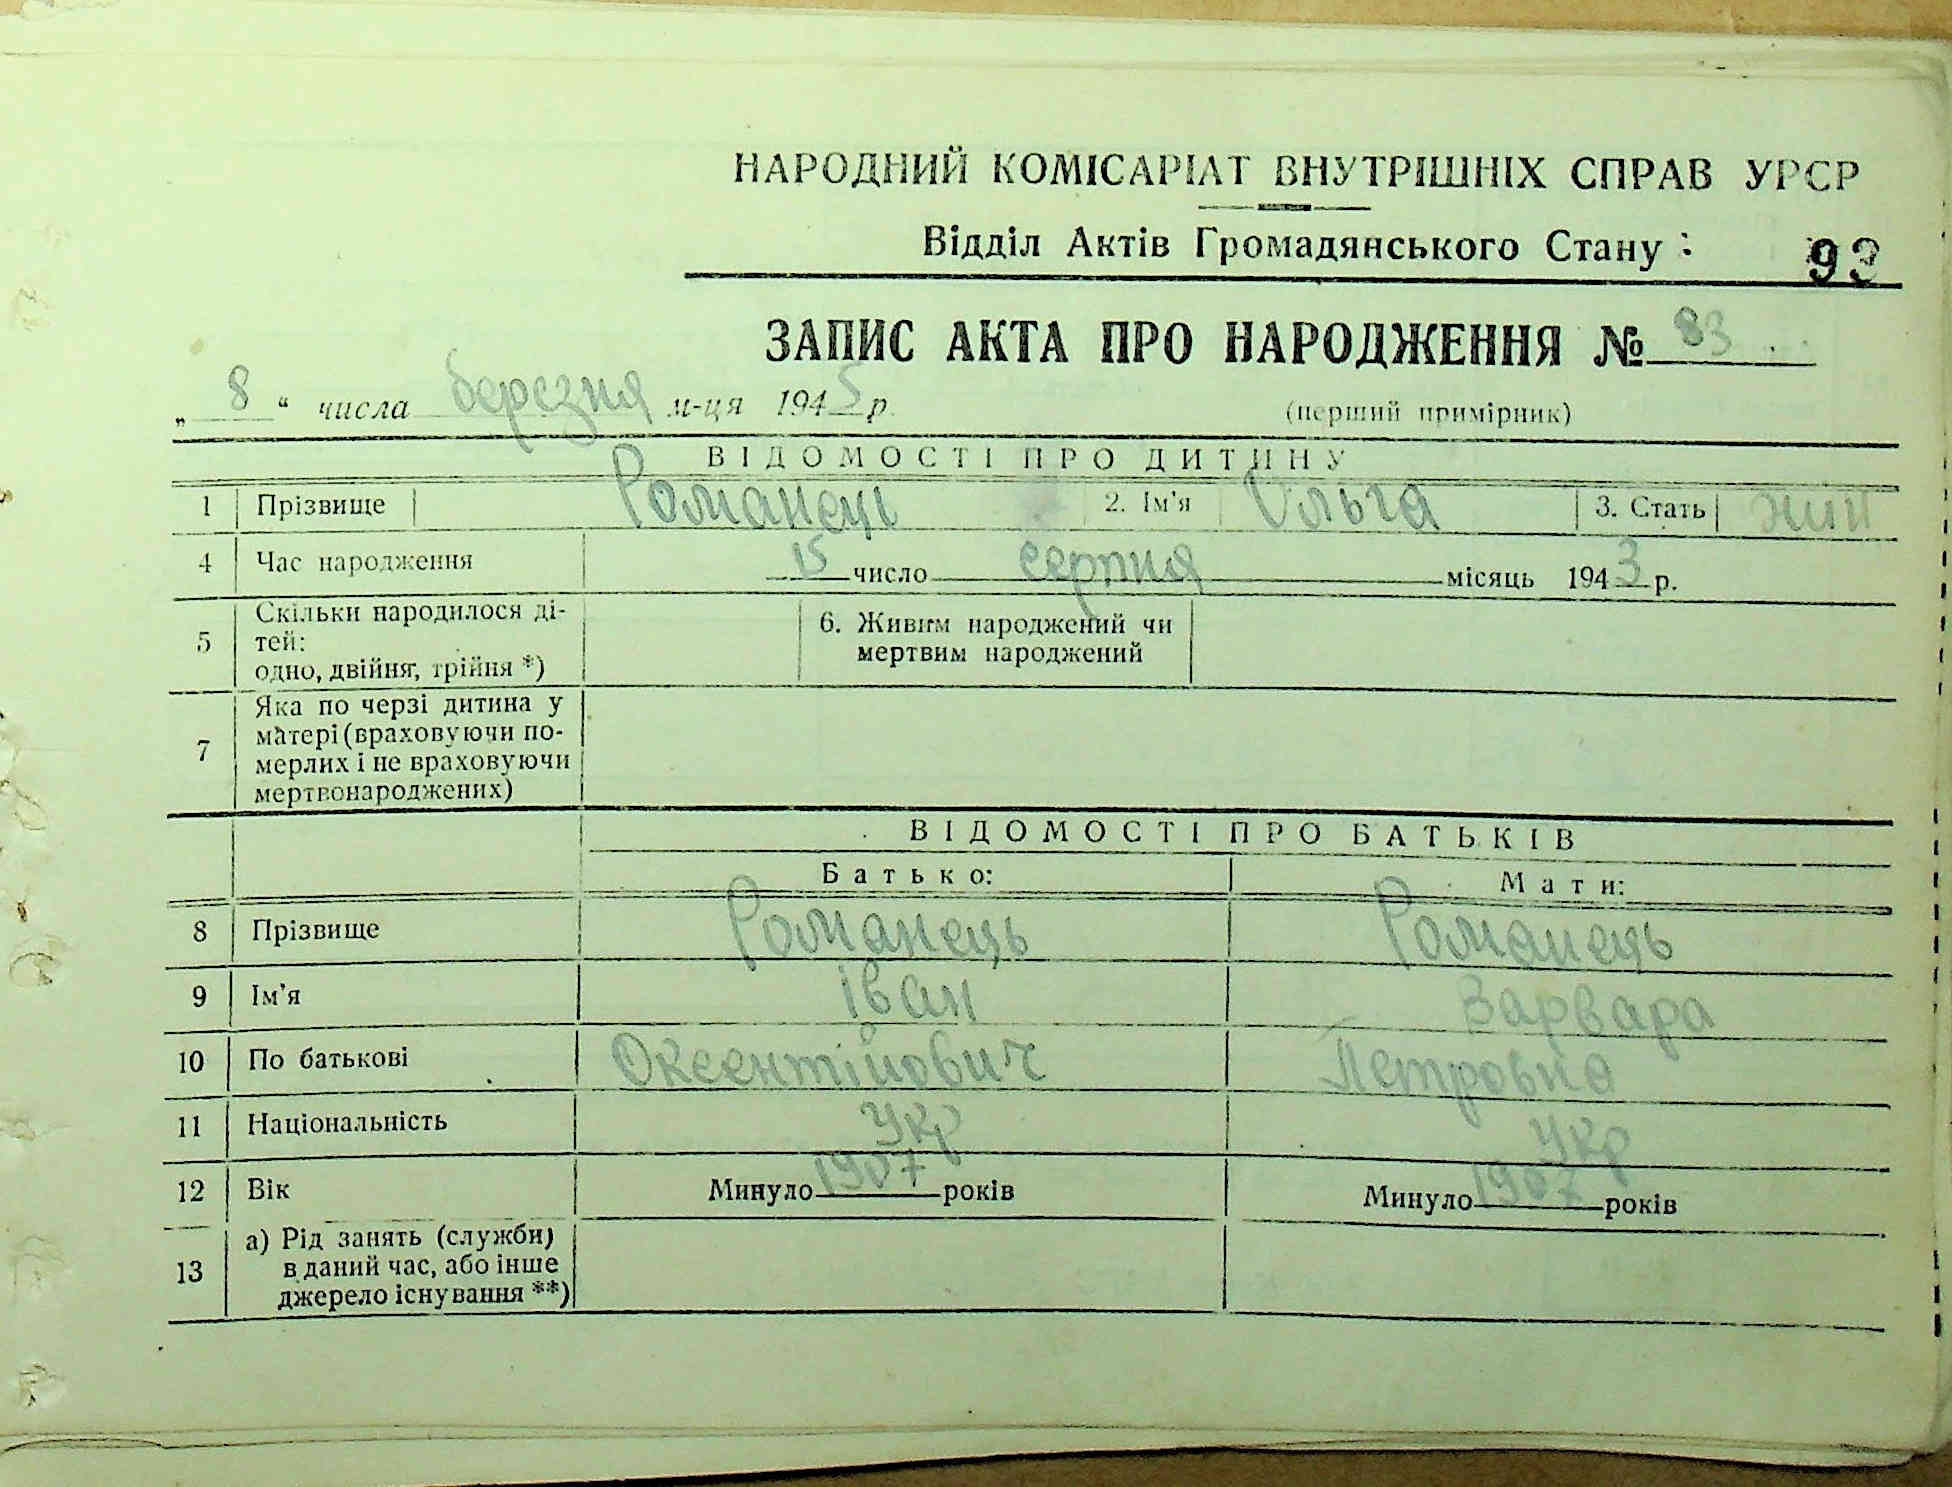 НАРОДНИЙ КОМІСАРІАТ ВНУТРІШНІХ СПРАВ УРСР
Відділ Актів Громадянського Стану 93
ЗАПИС АКТА ПРО НАРОДЖЕННЯ № 83
„ 8 “ числа березня м-ця 1945 р. (перший примірник)
ВІДОМОСТІ ПРО ДИТИНУ
1 Прізвище Романець 2. Ім'я Ольга 3. Стать жін
4 Час народження 15 число серпня місяць 1943 р.
5 Скільки народилося ді-
тей:
одно, двійня, трійня *)
6. Живим народжений чи
мертвим народжений
7 Яка по черзі дитина у
матері (враховуючи по-
мерлих і не враховуючи
мертвонароджених)
ВІДОМОСТІ ПРО БАТЬКІВ
Батько: Мати:
8 Прізвище Романець Романець
9 Ім'я Іван Варвара
10 По батькові Оксентійович Петровна
11 Національність Укр Укр
12 Вік Минуло 1907 років Минуло 1907 років
13 а) Рід занять (служби)
в даний час, або інше
джерело існування **)